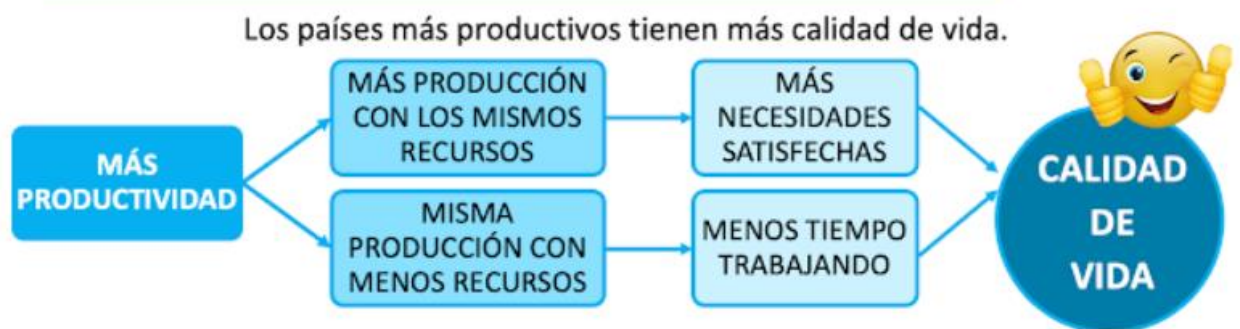 Los países más productivos tienen más calidad de vida.
MÁS
PRODUCTIVIDAD
MÁS PRODUCCIÓN
CON LOS MISMOS
RECURSOS
MÁS
NECESIDADES
SATISFECHAS
MISMA
PRODUCCIÓN CON
MENOS RECURSOS
MENOS TIEMPO
TRABAJANDO
CALIDAD
DE
VIDA